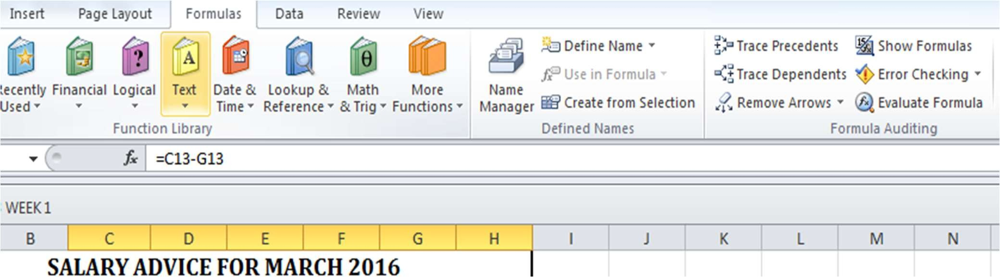 Insert Page Layout Formulas Data Review View
Define Name Trace Precedents Show Formulas
Use in Formula Trace Dependents Error Checking
Financial Logical Text Date & Lookup & Math More Name
Used Time Reference & Trig Functions Manager Create from Selection Remove Arrows Evaluate Formula
Function Library Defined Names Formula Auditing
fx =C13-G13
WEEK 1
B C D E F G H I J K L M N
SALARY ADVICE FOR MARCH 2016